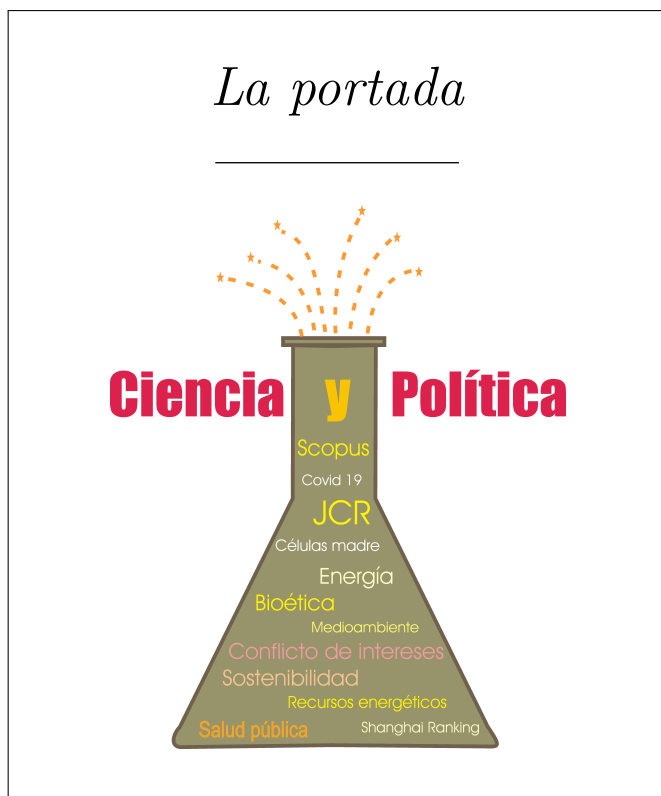 La portada
Ciencia y Política
Scopus
Covid 19
JCR
Células madre
Energía
Bioética
Medioambiente
Conflicto de intereses
Sostenibilidad
Recursos energéticos
Salud pública
Shanghai Ranking